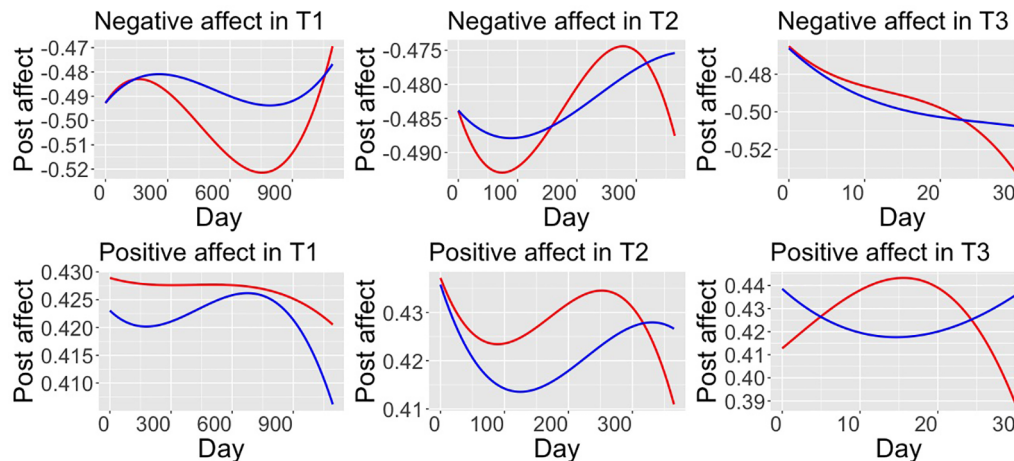 Negative affect in T1
Post affect
-0.47
-0.48
-0.49
-0.50
-0.51
-0.52
0 300 600 900
Day
Negative affect in T2
Post affect
-0.475
-0.480
-0.485
-0.490
0 100 200 300
Day
Negative affect in T3
Post affect
-0.48
-0.50
-0.52
0 10 20 30
Day
Positive affect in T1
Post affect
0.430
0.425
0.420
0.415
0.410
0 300 600 900
Day
Positive affect in T2
Post affect
0.43
0.42
0.41
0 100 200 300
Day
Positive affect in T3
Post affect
0.44
0.43
0.42
0.41
0.40
0.39
0 10 20 30
Day